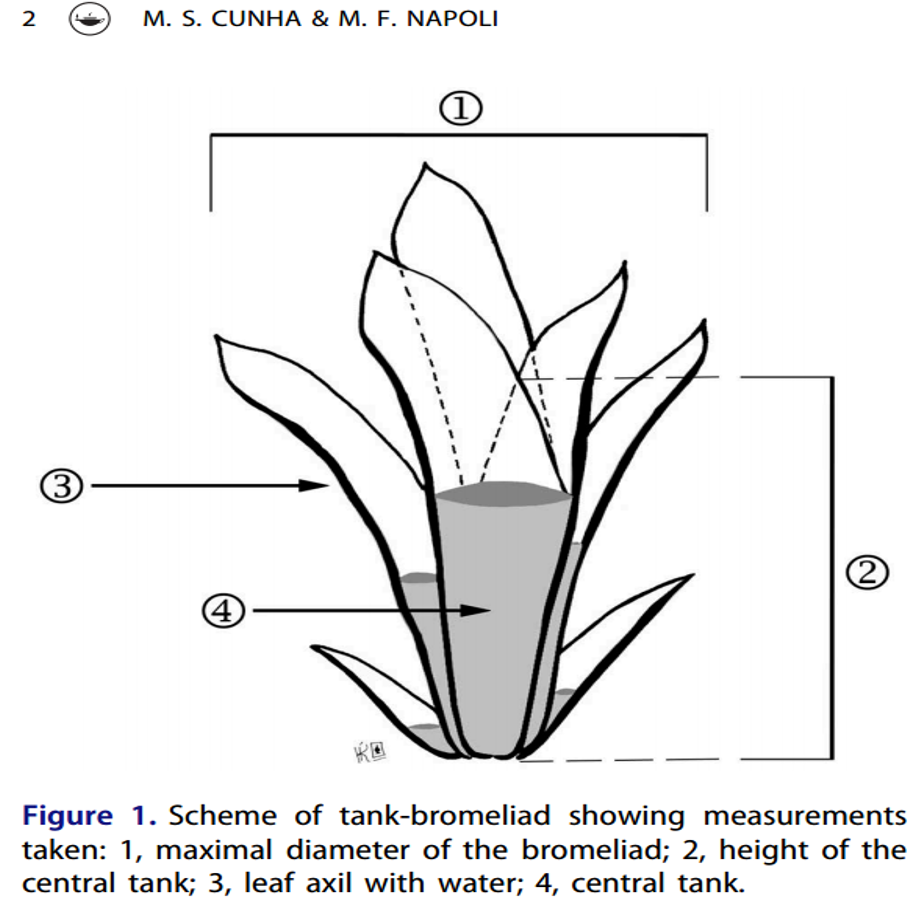 2 M. S. CUNHA & M. F. NAPOLI
①
③
②
④
Figure 1. Scheme of tank-bromeliad showing measurements
taken: 1, maximal diameter of the bromeliad; 2, height of the
central tank; 3, leaf axil with water; 4, central tank.